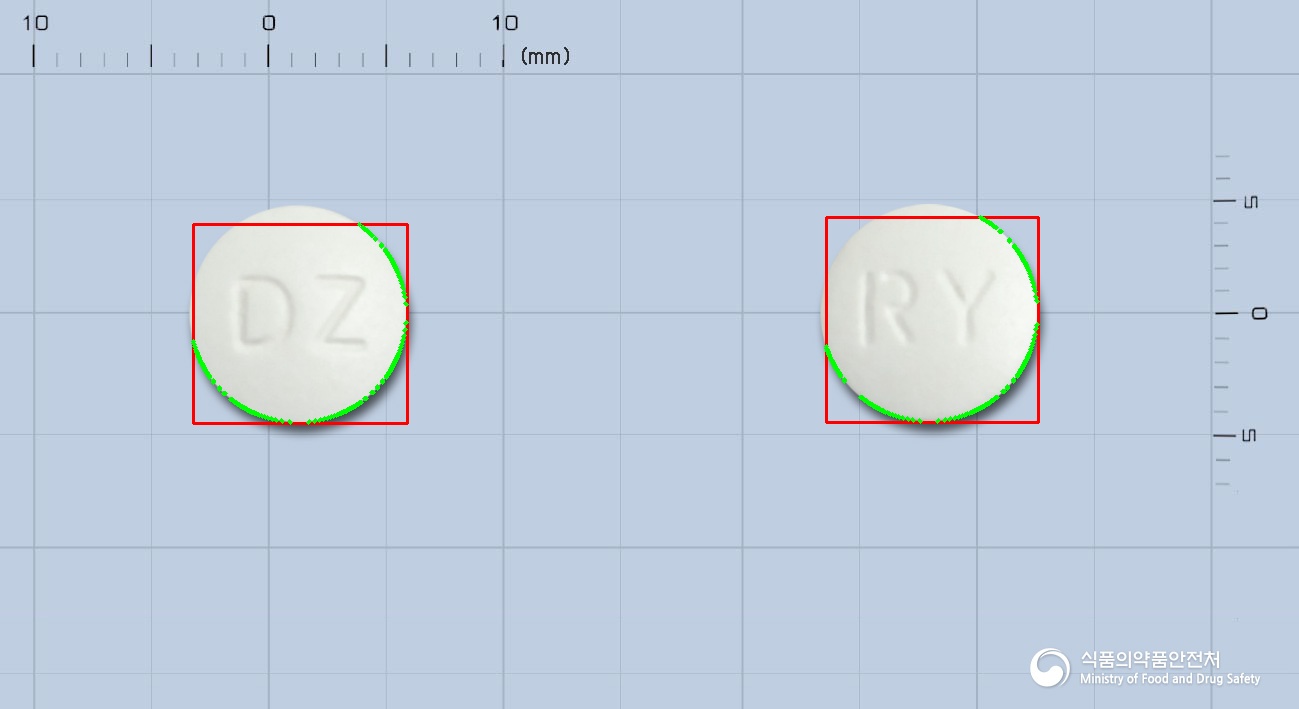 10 0 10
(mm)
DZ
RY
5
0
5
식품의약품안전처
Ministry of Food and Drug Safety